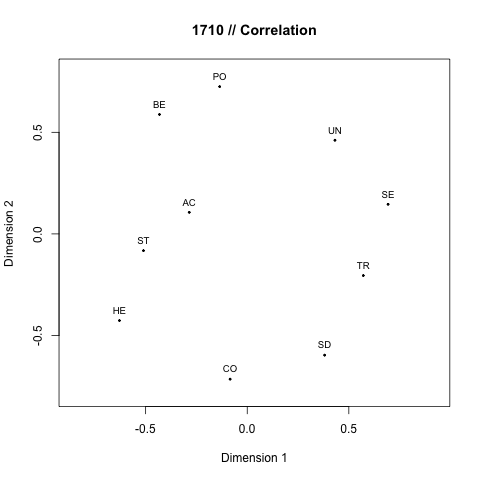 1710 // Correlation
PO
BE
UN
SE
AC
ST
TR
HE
SD
CO
0.5
0.0
-0.5
Dimension 2
-0.5
0.0
0.5
Dimension 1